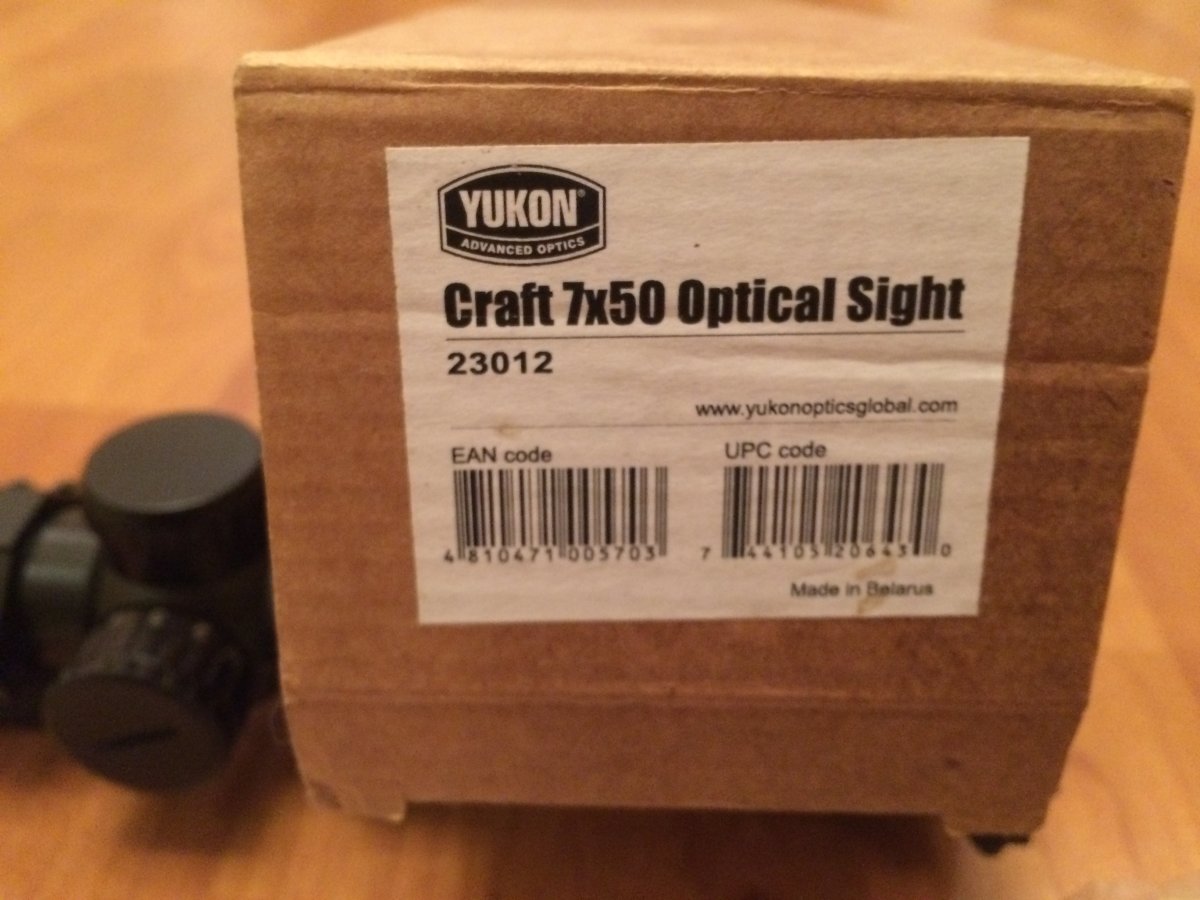 YUKON®
ADVANCED OPTICS
Craft 7x50 Optical Sight
23012
www.yukonopticsglobal.com
EAN code
UPC code
4 810471 005703
7 44105 20643 0
Made in Belarus